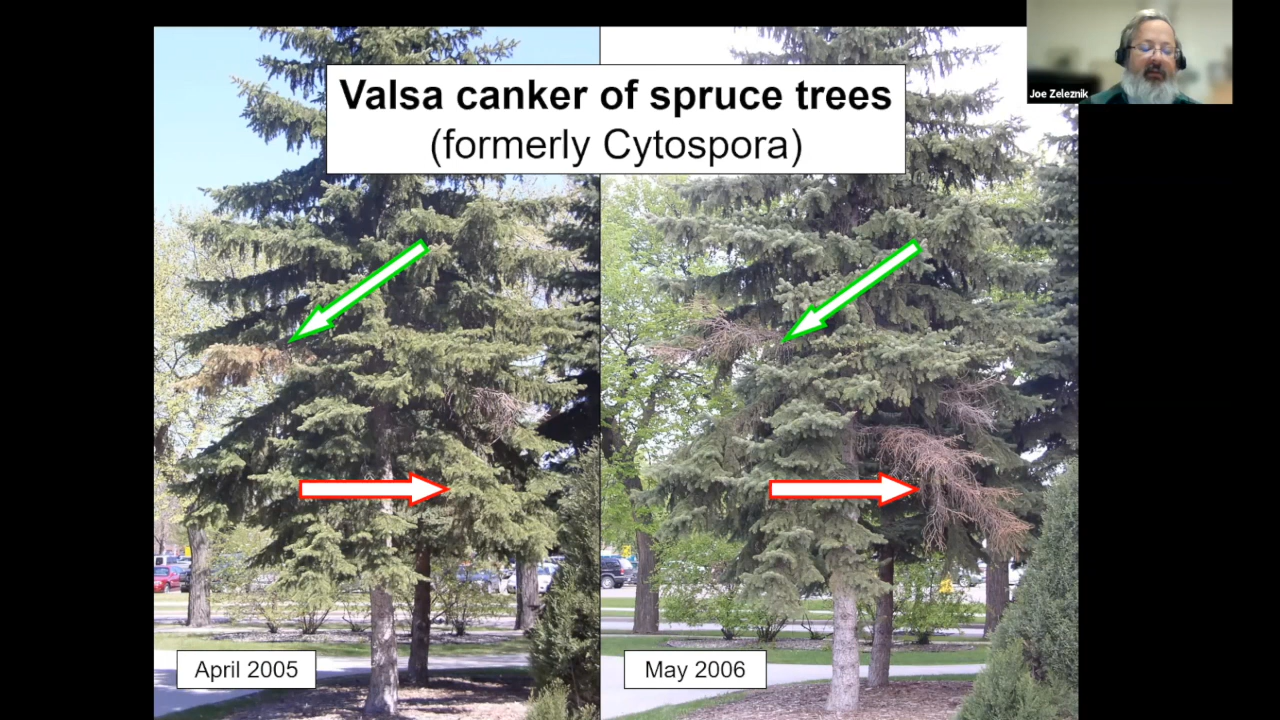 Valsa canker of spruce trees
(formerly Cytospora)
Joe Zeleznik
April 2005
May 2006